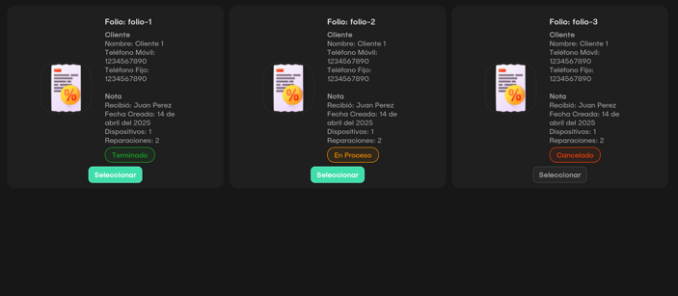 Folio: folio-1
Cliente
Nombre: Cliente 1
Teléfono Móvil:
1234567890
Teléfono Fijo:
1234567890
Nota
Recibió: Juan Perez
Fecha Creada: 14 de
abril del 2025
Dispositivos: 1
Reparaciones: 2
Terminado
Seleccionar
Folio: folio-2
Cliente
Nombre: Cliente 1
Teléfono Móvil:
1234567890
Teléfono Fijo:
1234567890
Nota
Recibió: Juan Perez
Fecha Creada: 14 de
abril del 2025
Dispositivos: 1
Reparaciones: 2
En Proceso
Seleccionar
Folio: folio-3
Cliente
Nombre: Cliente 1
Teléfono Móvil:
1234567890
Teléfono Fijo:
1234567890
Nota
Recibió: Juan Perez
Fecha Creada: 14 de
abril del 2025
Dispositivos: 1
Reparaciones: 2
Cancelado
Seleccionar